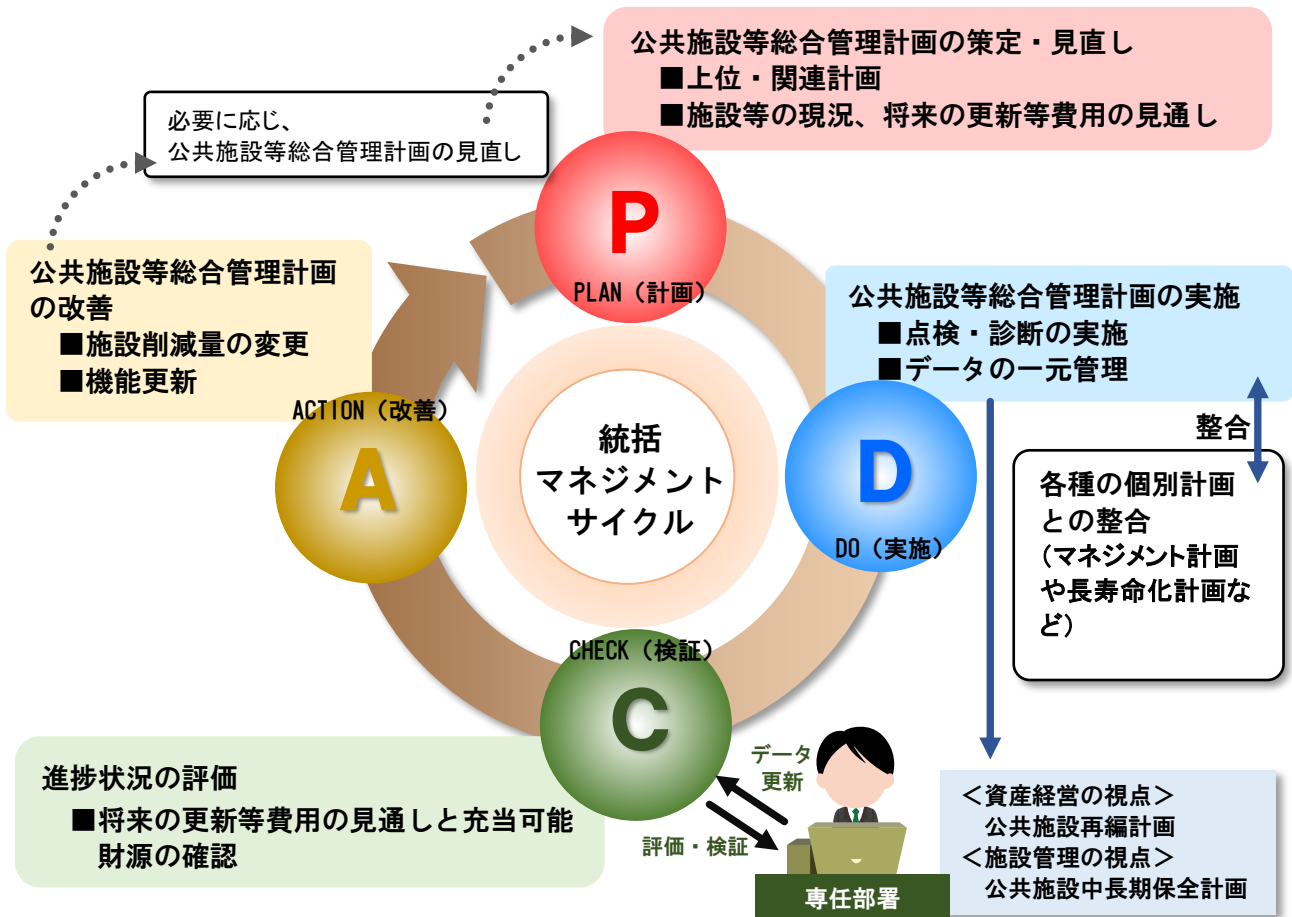 公共施設等総合管理計画の策定・見直し
■上位・関連計画
■施設等の現況、将来の更新等費用の見通し
必要に応じ、
公共施設等総合管理計画の見直し
P
PLAN（計画）
公共施設等総合管理計画
の改善
■施設削減量の変更
■機能更新
ACTION（改善）
A
公共施設等総合管理計画の実施
■点検・診断の実施
■データの一元管理
D
DO（実施）
整合
各種の個別計画
との整合
（マネジメント計画
や長寿命化計画な
ど）
統括
マネジメント
サイクル
CHECK（検証）
C
進捗状況の評価
■将来の更新等費用の見通しと充当可能
財源の確認
データ
更新
評価・検証
専任部署
＜資産経営の視点＞
公共施設再編計画
＜施設管理の視点＞
公共施設中長期保全計画